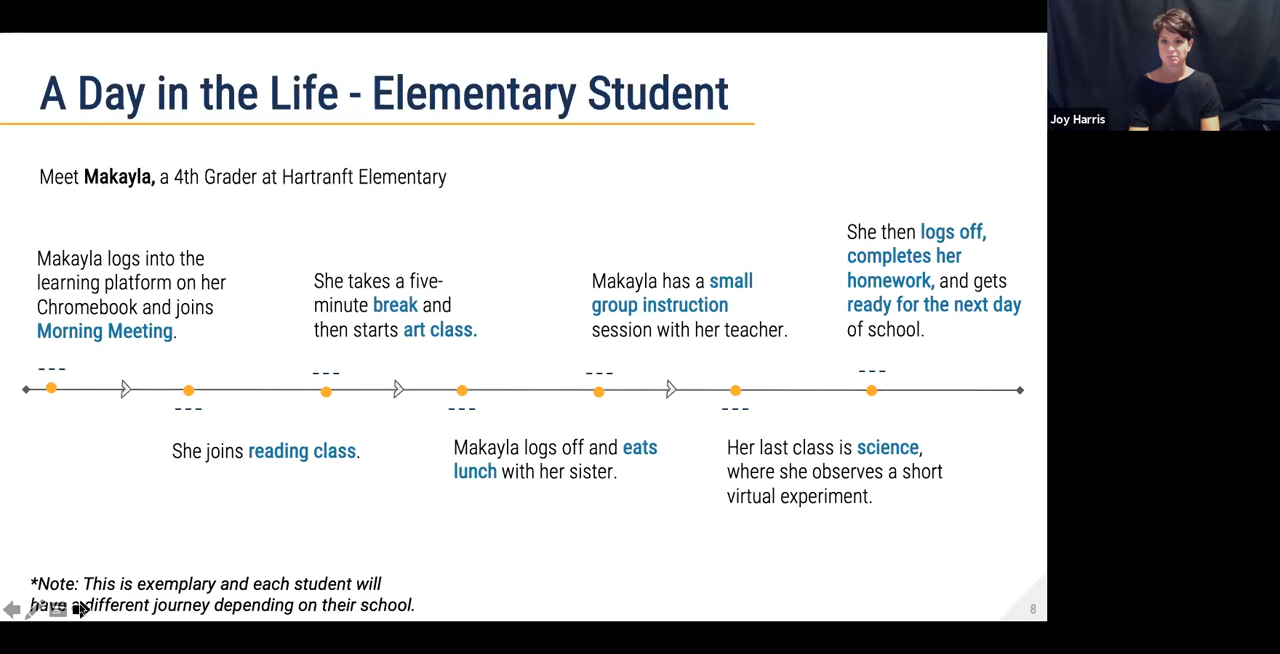 A Day in the Life - Elementary Student
Joy Harris
Meet Makayla, a 4th Grader at Hartranft Elementary
Makayla logs into the
learning platform on her
Chromebook and joins
Morning Meeting.
---
She joins reading class.
---
She takes a five-
minute break and
then starts art class.
---
Makayla logs off and eats
lunch with her sister.
---
Makayla has a small
group instruction
session with her teacher.
---
Her last class is science,
where she observes a short
virtual experiment.
---
She then logs off,
completes her
homework, and gets
ready for the next day
of school.
---
*Note: This is exemplary and each student will
have a different journey depending on their school.
8